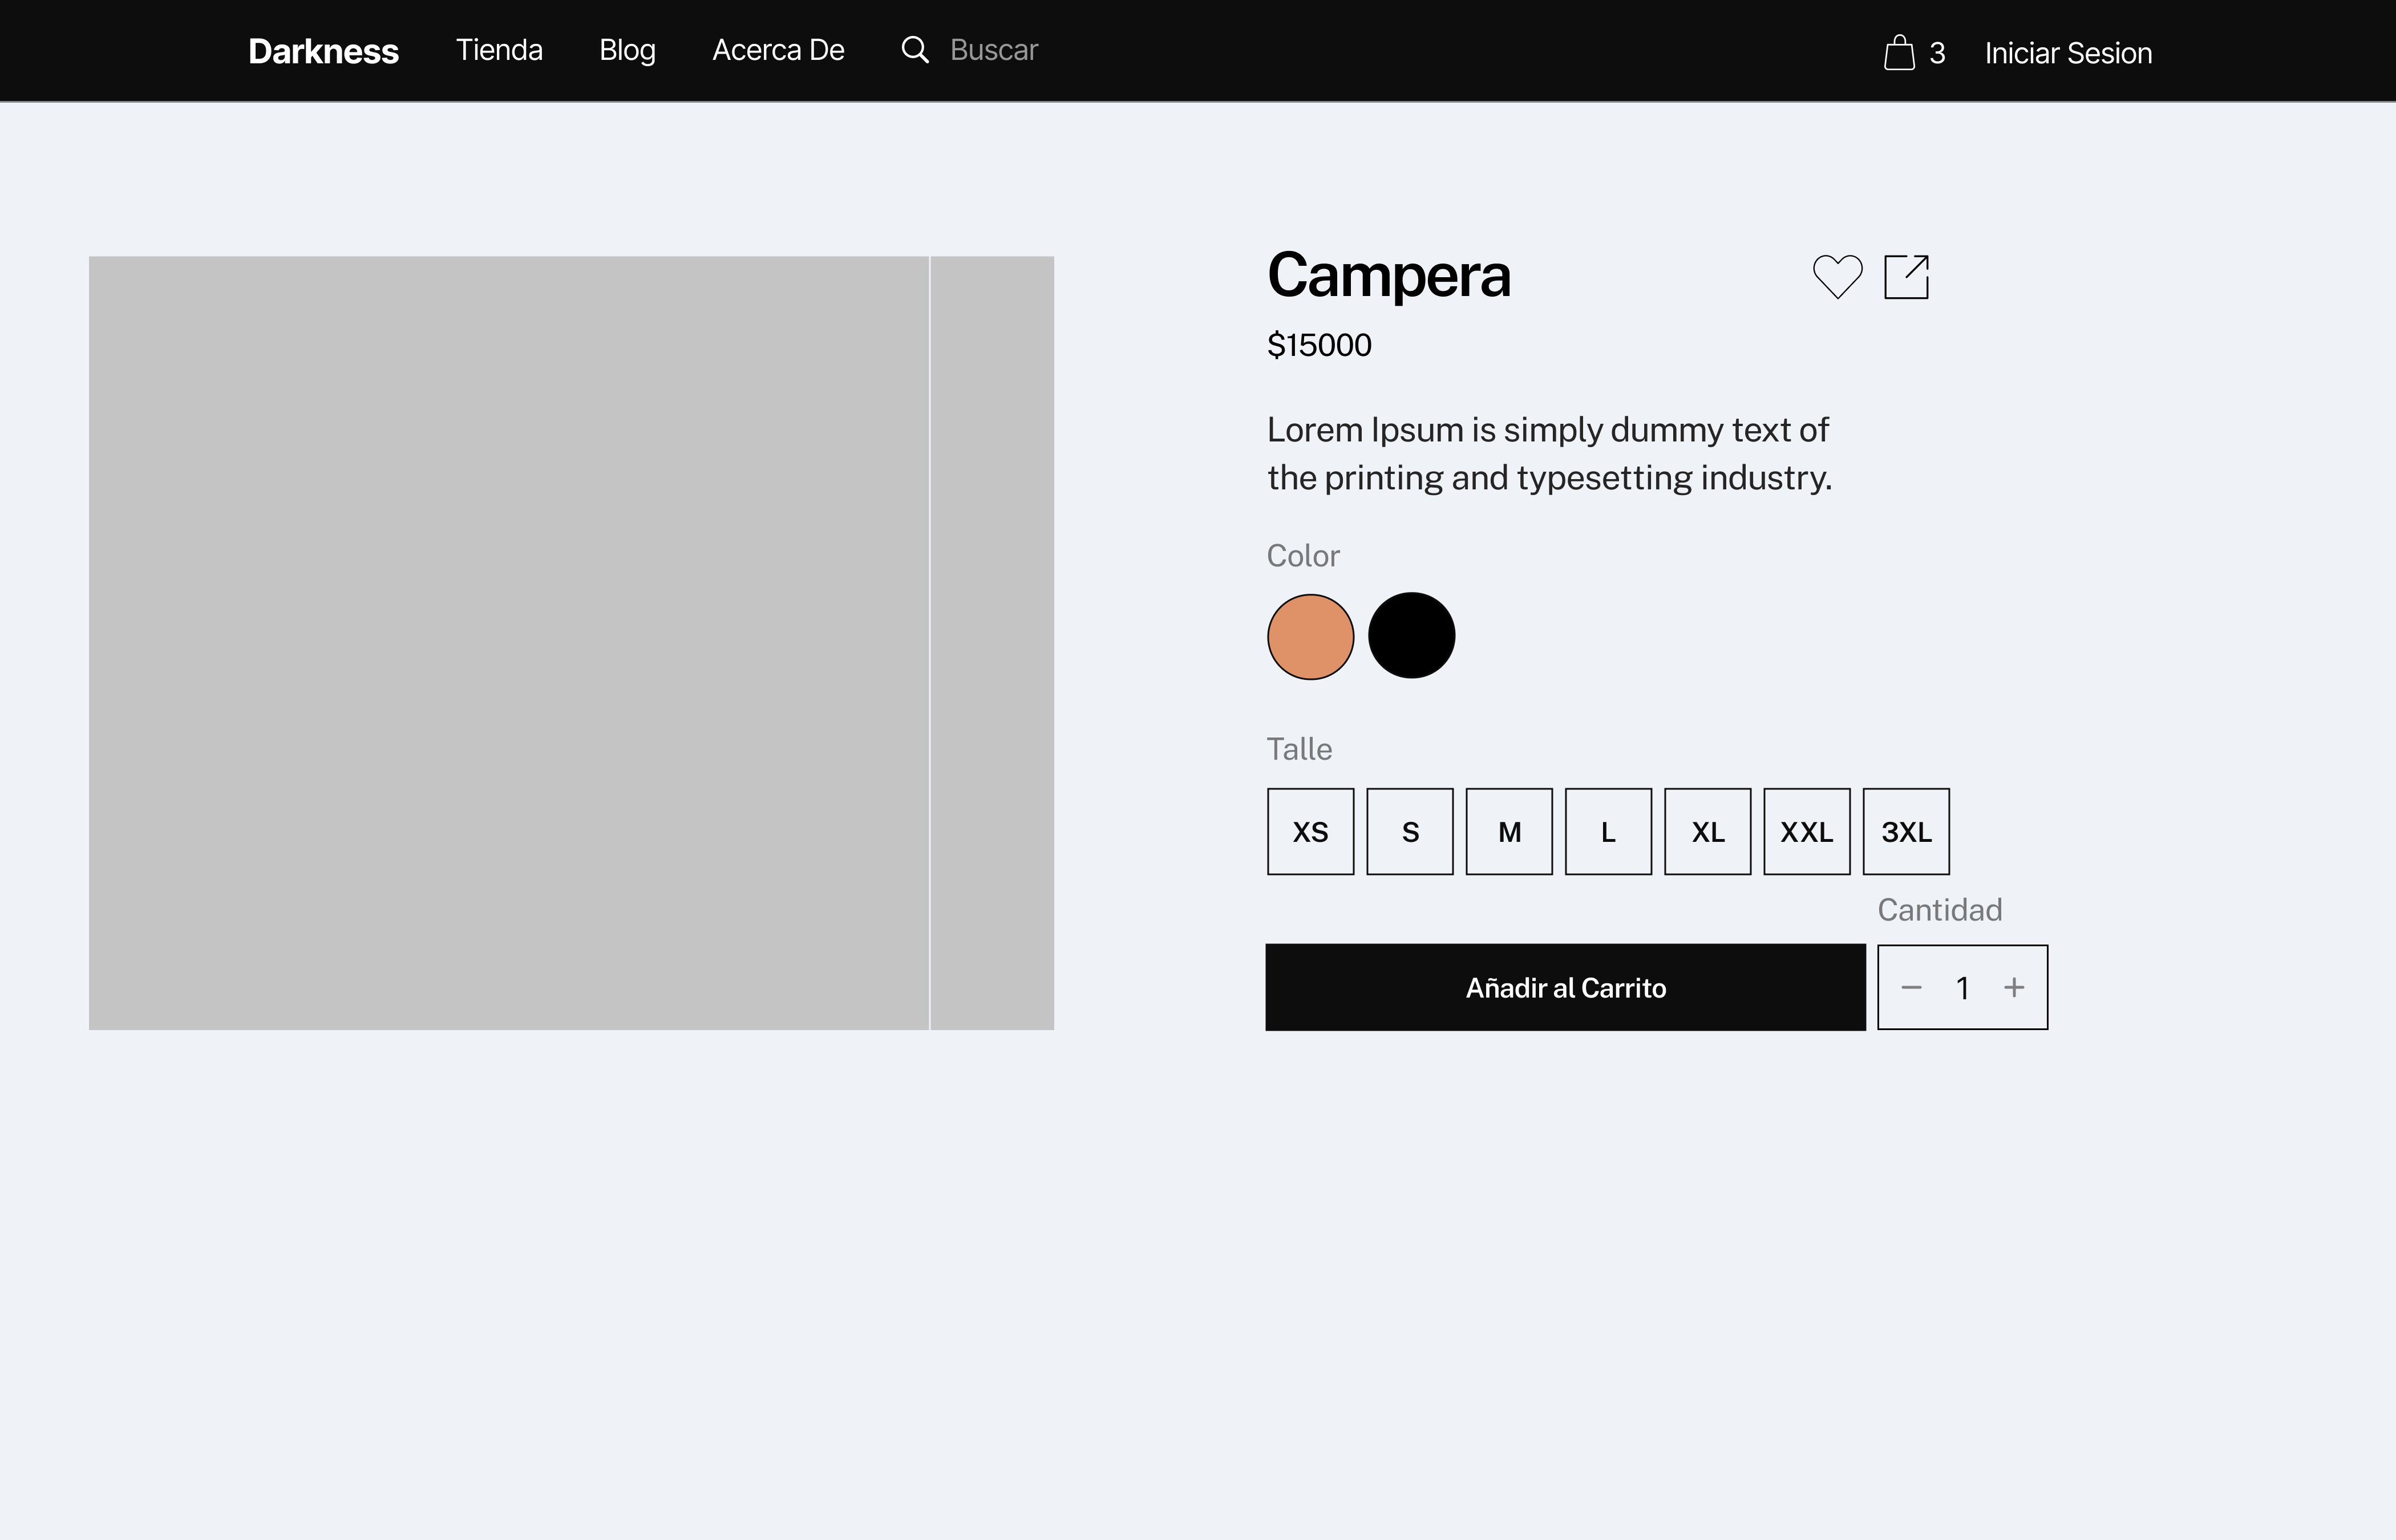 Darkness Tienda Blog Acerca De Buscar 3 Iniciar Sesion
Campera
$15000
Lorem Ipsum is simply dummy text of
the printing and typesetting industry.
Color
Talle
XS S M L XL XXL 3XL
Cantidad
Añadir al Carrito 1